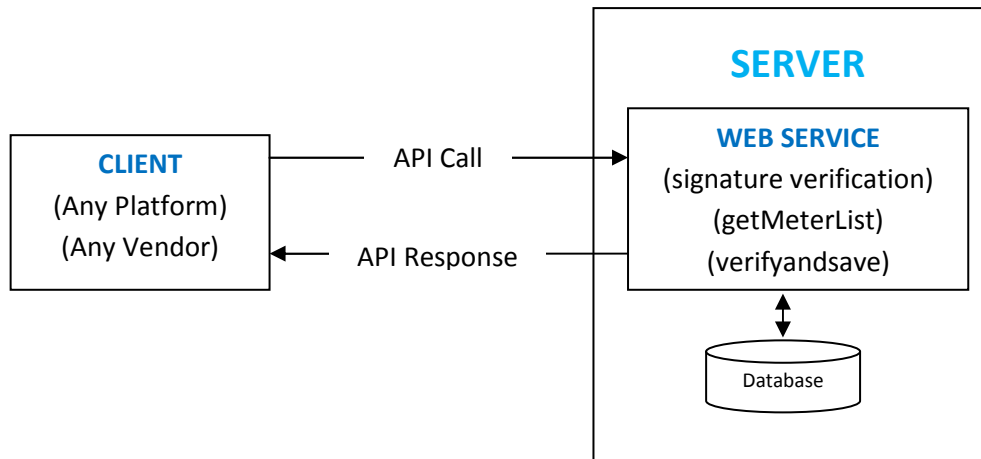 SERVER
CLIENT
(Any Platform)
(Any Vendor)
API Call
API Response
WEB SERVICE
(signature verification)
(getMeterList)
(verifyandsave)
Database